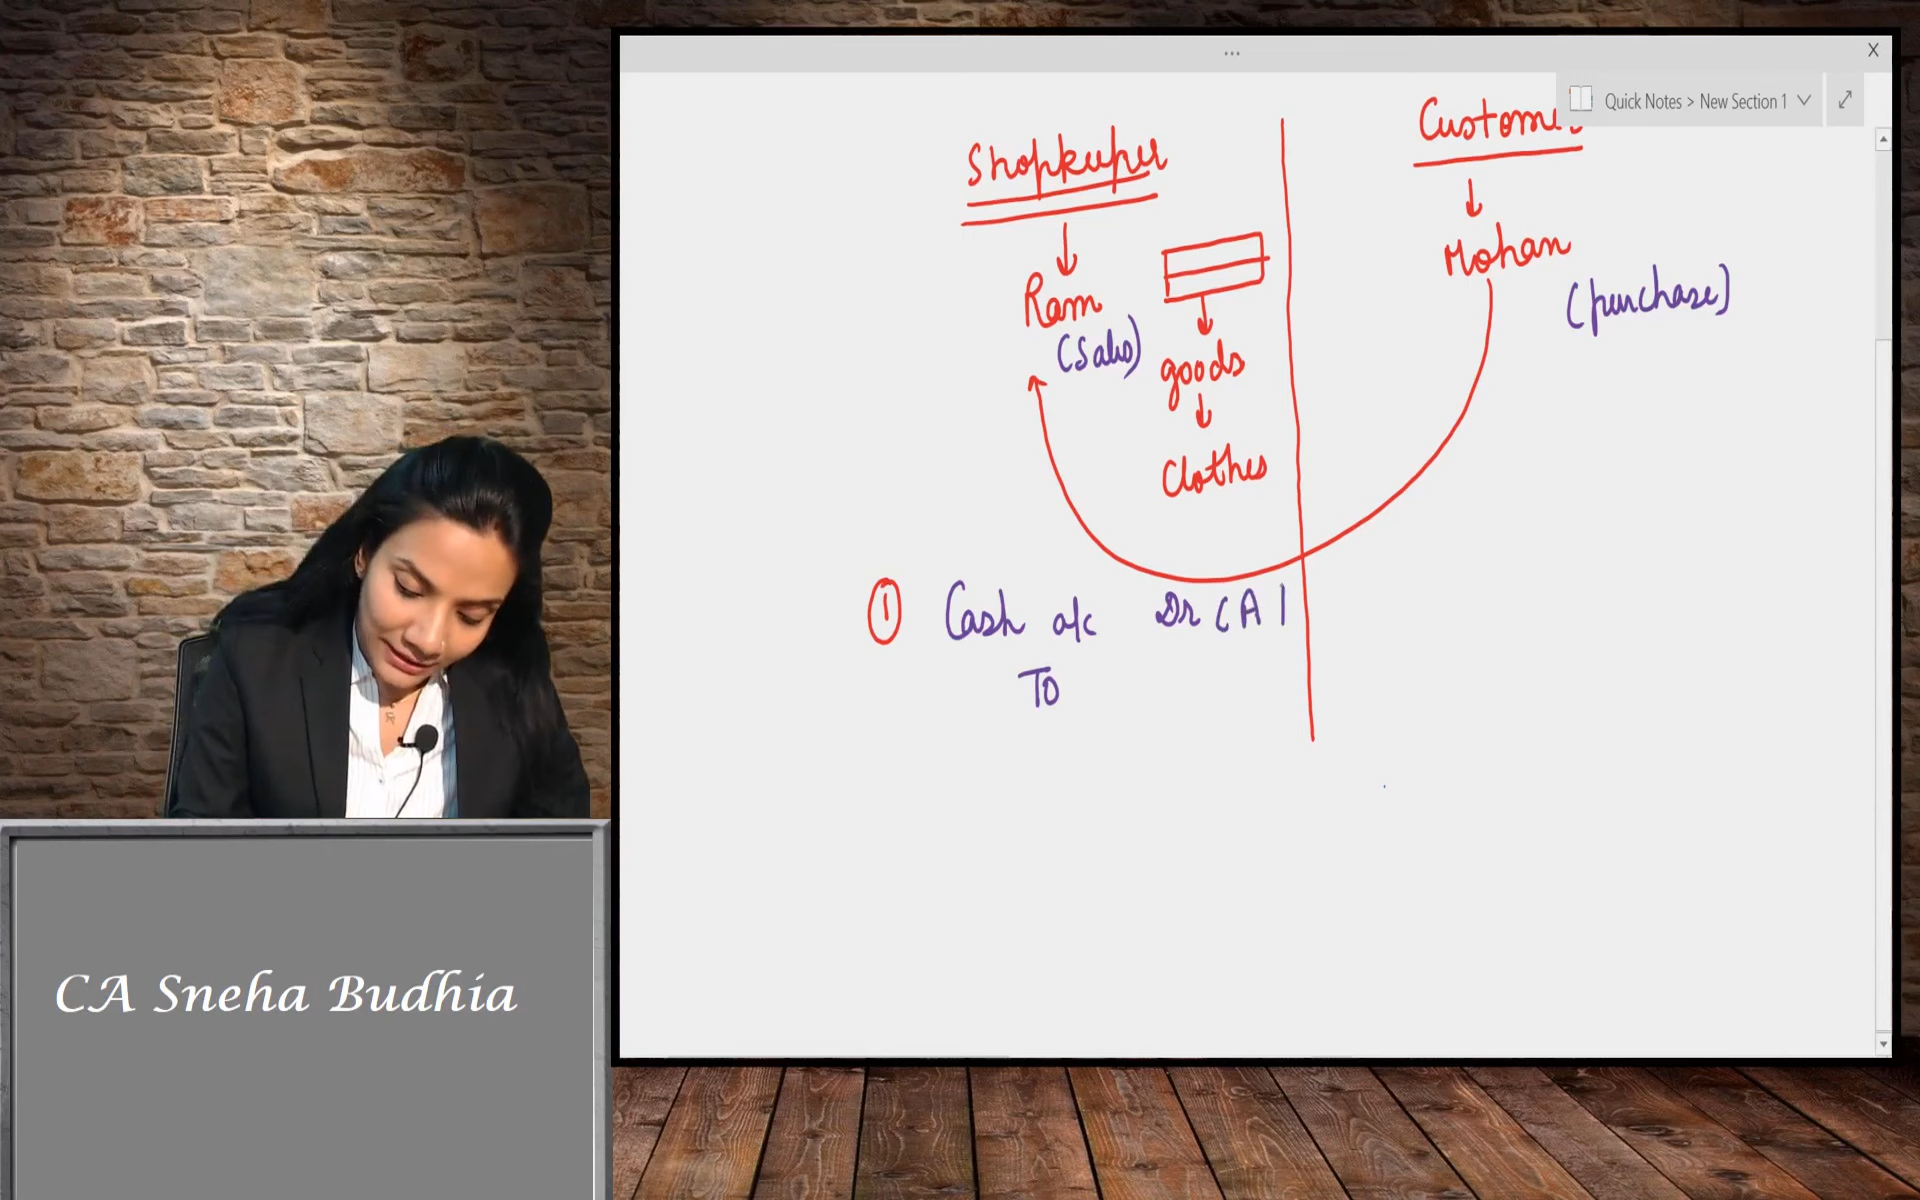 ...
X
Quick Notes > New Section 1
Shopkeeper
Customer
Ram
Mohan
(Sales)
(purchase)
goods
Clothes
① Cash a/c Dr (A |
To
CA Sneha Budhia